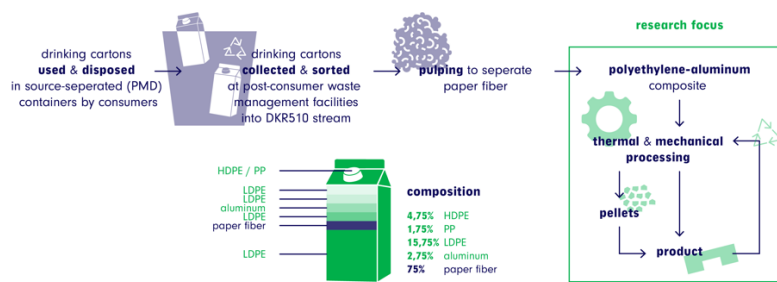 research focus
drinking cartons
used & disposed
in source-seperated (PMD)
containers by consumers
drinking cartons
collected & sorted
at post-consumer waste
management facilities
into DKR510 stream
pulping to seperate
paper fiber
polyethylene-aluminum
composite
thermal & mechanical
processing
pellets
product
HDPE / PP
LDPE
LDPE
aluminum
LDPE
paper fiber
LDPE
composition
4,75% HDPE
1,75% PP
15,75% LDPE
2,75% aluminum
75% paper fiber